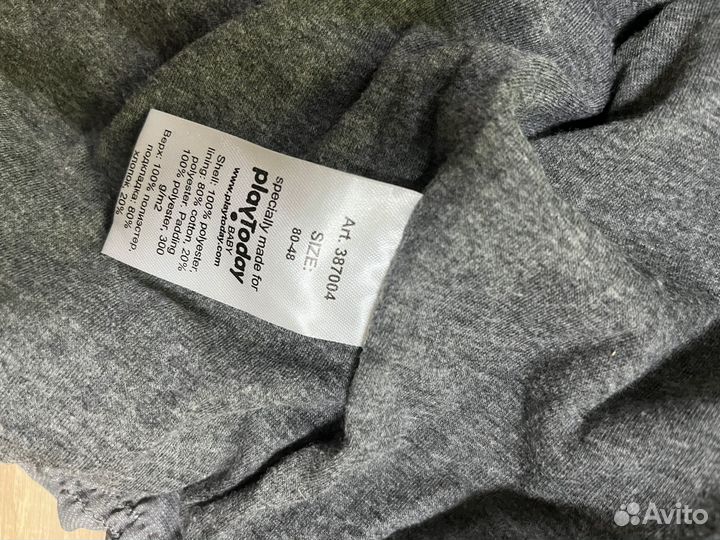 Art. 387004
SIZE:
80-48
specially made for
playToday
BABY
www.playtoday.com
Shell: 100% polyester,
lining: 80% cotton, 20%
polyester. Padding
100% polyester, 300
g/m2
Верх: 100% полиэстер,
подкладка: 80%
хлопок, 20%
Avito